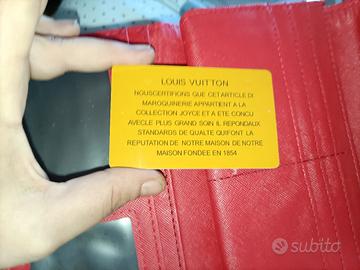 LOUIS VUITTON
NOUSCERTIFIONS QUE CETARTICLE DI
MAROQUINERIE APPARTIENT A LA
COLLECTION JOYCE ET A ETE CONCU
AVECLE PLUS GRAND SOIN IL REPONDAUX
STANDARDS DE QUALTE QUIFONT LA
REPUTATION DE NOTRE MAISON DE NOTRE
MAISON FONDEE EN 1854
subito